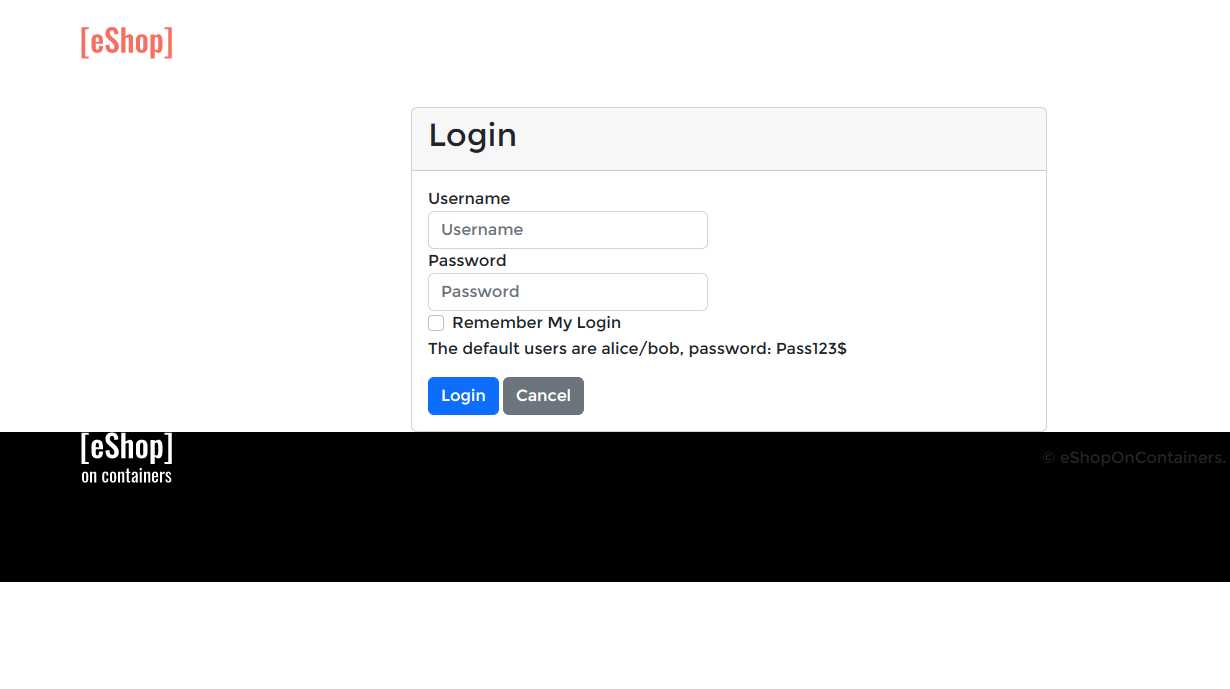 [eShop]
Login
Username
Username
Password
Password
Remember My Login
The default users are alice/bob, password: Pass123$
Login Cancel
[eShop]
on containers
© eShopOnContainers.